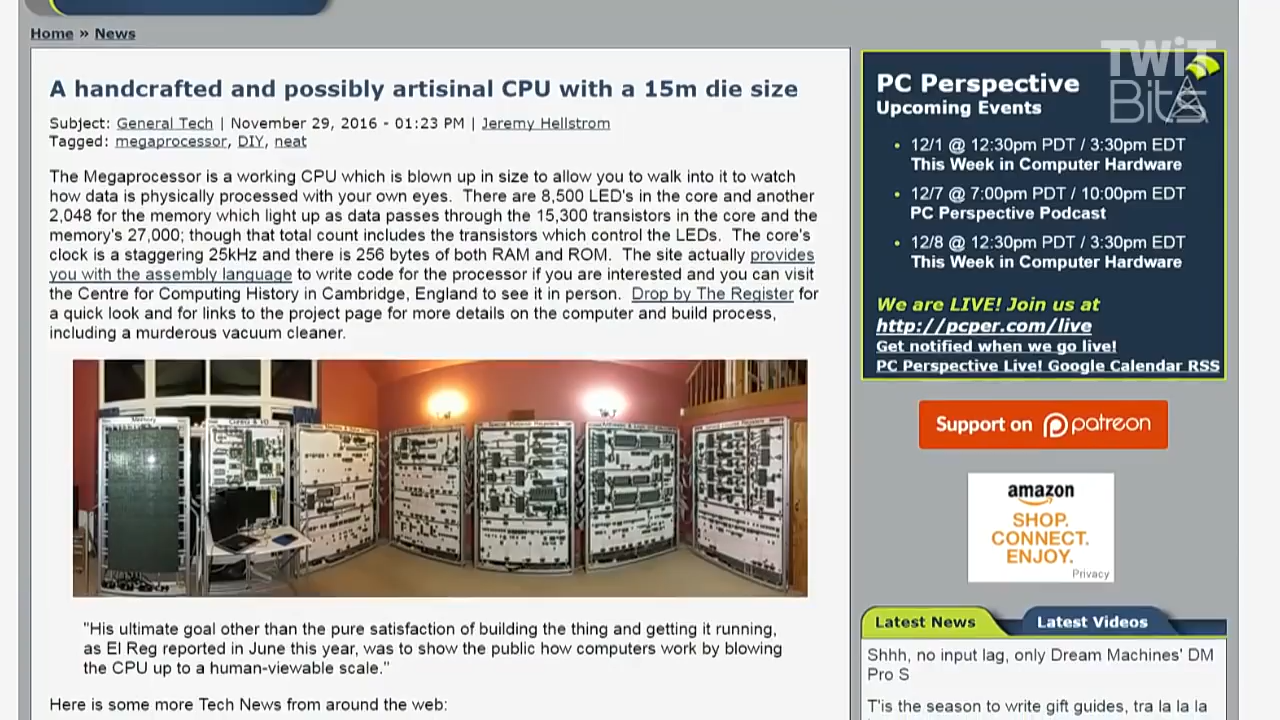 Home » News
A handcrafted and possibly artisinal CPU with a 15m die size
Subject: General Tech | November 29, 2016 - 01:23 PM | Jeremy Hellstrom
Tagged: megaprocessor, DIY, neat
The Megaprocessor is a working CPU which is blown up in size to allow you to walk into it to watch
how data is physically processed with your own eyes. There are 8,500 LED's in the core and another
2,048 for the memory which light up as data passes through the 15,300 transistors in the core and the
memory's 27,000; though that total count includes the transistors which control the LEDs. The core's
clock is a staggering 25kHz and there is 256 bytes of both RAM and ROM. The site actually provides
you with the assembly language to write code for the processor if you are interested and you can visit
the Centre for Computing History in Cambridge, England to see it in person. Drop by The Register for
a quick look and for links to the project page for more details on the computer and build process,
including a murderous vacuum cleaner.
Memory
"His ultimate goal other than the pure satisfaction of building the thing and getting it running,
as El Reg reported in June this year, was to show the public how computers work by blowing
the CPU up to a human-viewable scale."
Here is some more Tech News from around the web:
TWiT
Bits
PC Perspective
Upcoming Events
• 12/1 @ 12:30pm PDT / 3:30pm EDT
This Week in Computer Hardware
• 12/7 @ 7:00pm PDT / 10:00pm EDT
PC Perspective Podcast
• 12/8 @ 12:30pm PDT / 3:30pm EDT
This Week in Computer Hardware
We are LIVE! Join us at
http://pcper.com/live
Get notified when we go live!
PC Perspective Live! Google Calendar RSS
Support on patreon
amazon
SHOP.
CONNECT.
ENJOY.
Privacy
Latest News
Latest Videos
Shhh, no input lag, only Dream Machines' DM
Pro S
T'is the season to write gift guides, tra la la la